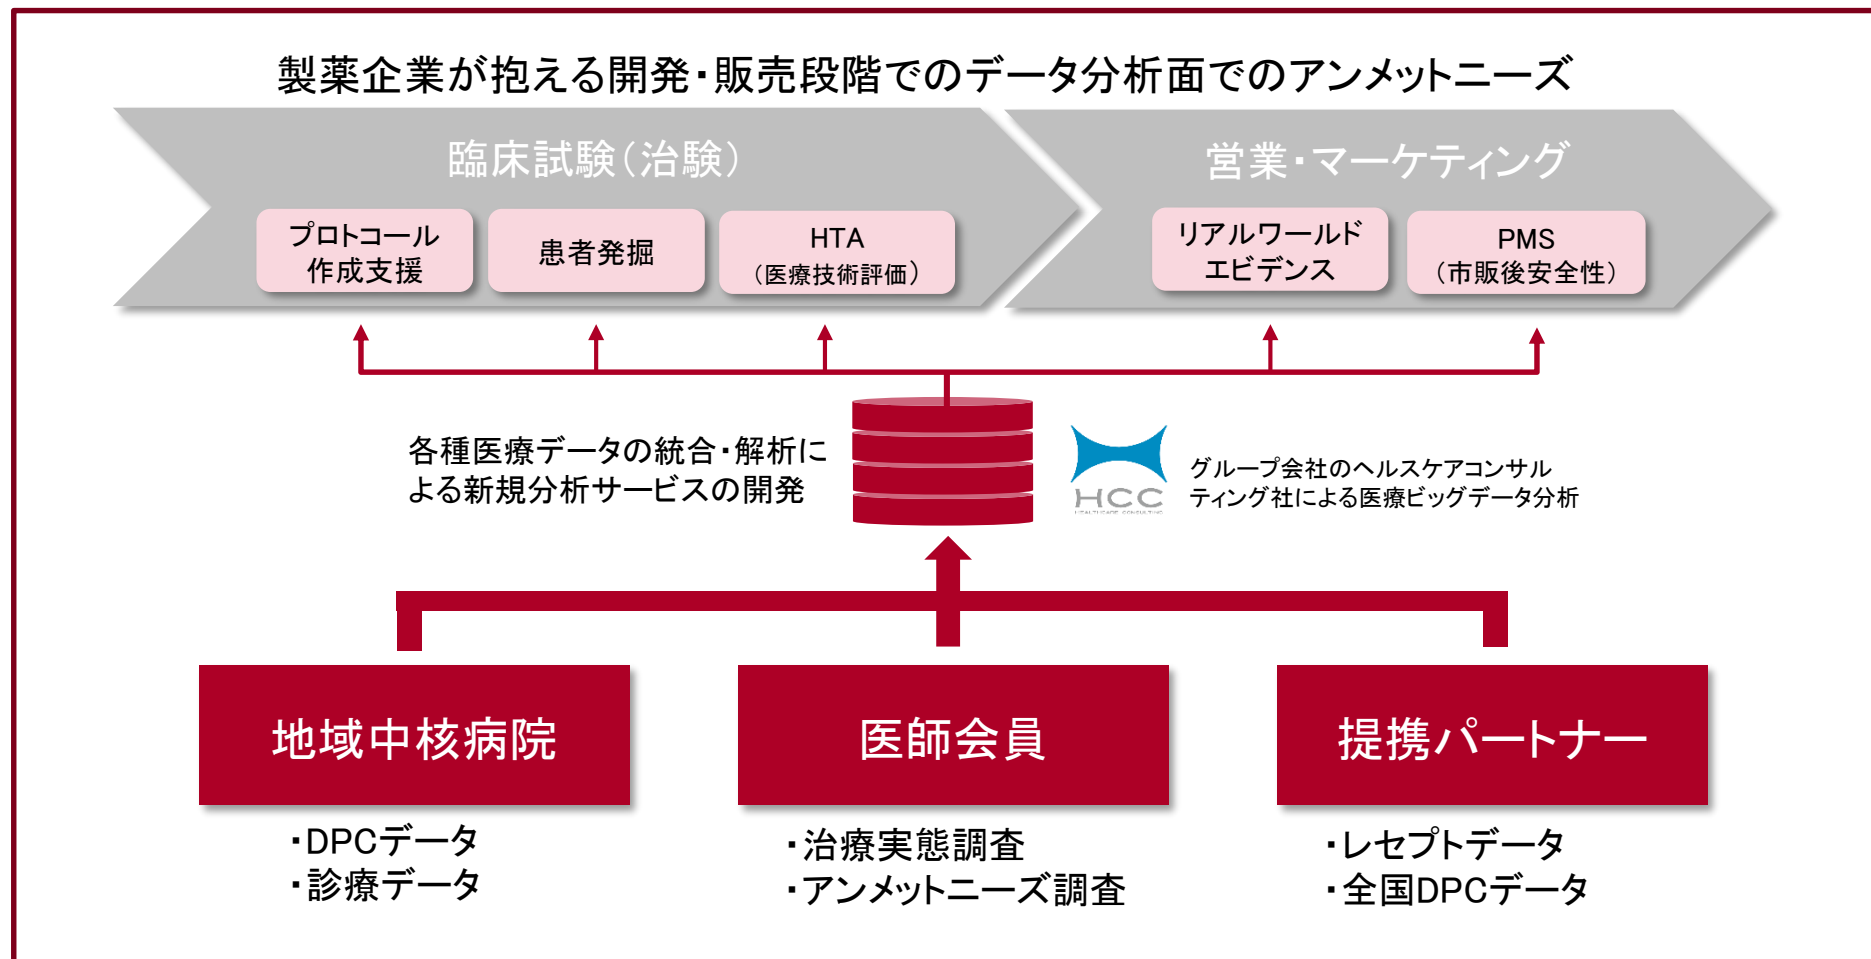 製薬企業が抱える開発・販売段階でのデータ分析面でのアンメットニーズ
臨床試験（治験）
営業・マーケティング
プロトコール
作成支援
患者発掘
HTA
（医療技術評価）
リアルワールド
エビデンス
PMS
（市販後安全性）
各種医療データの統合・解析に
よる新規分析サービスの開発
HCC
HEALTHCARE CONSULTING
グループ会社のヘルスケアコンサル
ティング社による医療ビッグデータ分析
地域中核病院
医師会員
提携パートナー
・DPCデータ
・診療データ
・治療実態調査
・アンメットニーズ調査
・レセプトデータ
・全国DPCデータ